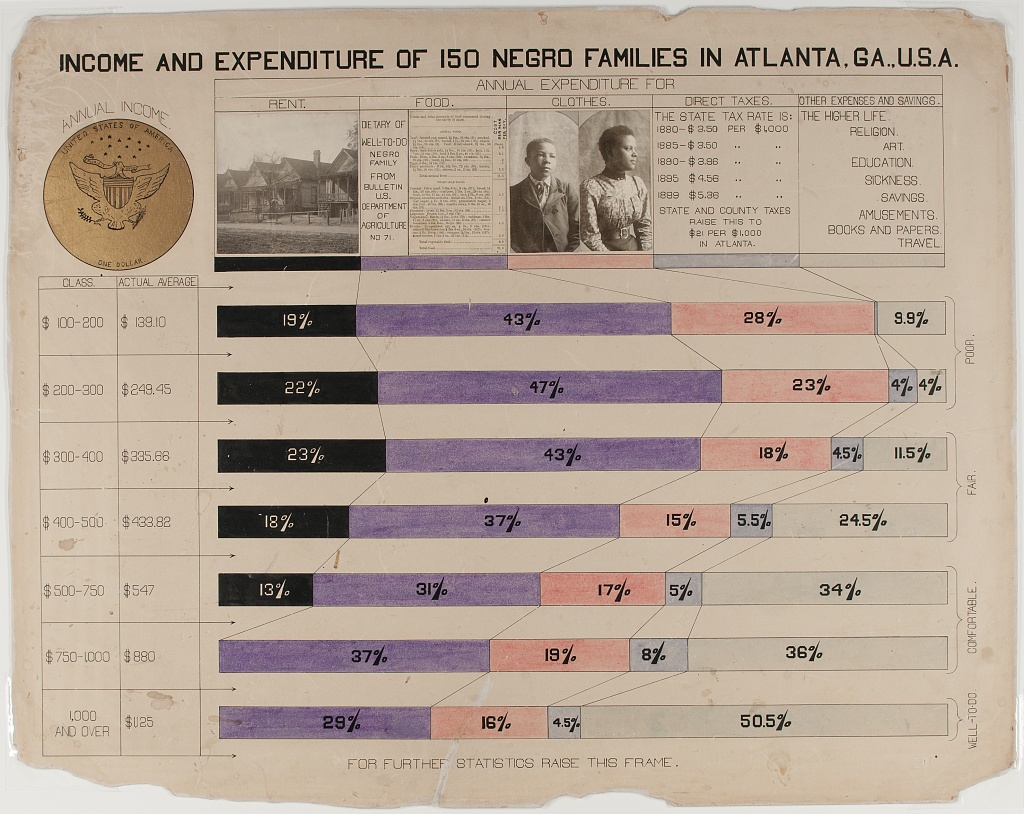 INCOME AND EXPENDITURE OF 150 NEGRO FAMILIES IN ATLANTA, GA., U.S.A.
ANNUAL INCOME.
UNITED STATES OF AMERICA
ONE DOLLAR
ANNUAL EXPENDITURE FOR
RENT. FOOD. CLOTHES. DIRECT TAXES. OTHER EXPENSES AND SAVINGS.
DIETARY OF
WELL-TO-DO
NEGRO
FAMILY
FROM
BULLETIN
U.S.
DEPARTMENT
OF
AGRICULTURE
NO 71.
THE STATE TAX RATE IS:
1880-$3.50 PER $1,000
1885-$3.50 " "
1890-$3.86 " "
1895 $4.56 " "
1899 $5.36 " "
STATE AND COUNTY TAXES
RAISE THIS TO
$21 PER $1,000
IN ATLANTA.
THE HIGHER LIFE.
RELIGION.
ART.
EDUCATION.
SICKNESS.
SAVINGS.
AMUSEMENTS.
BOOKS AND PAPERS.
TRAVEL.
CLASS. ACTUAL AVERAGE
$100-200 $139.10 19% 43% 28% 9.9%
$200-300 $249.45 22% 47% 23% 4% 4%
POOR.
$300-400 $335.66 23% 43% 18% 4.5% 11.5%
$400-500 $433.82 18% 37% 15% 5.5% 24.5%
FAIR.
$500-750 $547 13% 31% 17% 5% 34%
$750-1000 $880 37% 19% 8% 36%
COMFORTABLE.
1,000
AND OVER $1125 29% 16% 4.5% 50.5%
WELL-TO-DO.
FOR FURTHER STATISTICS RAISE THIS FRAME.